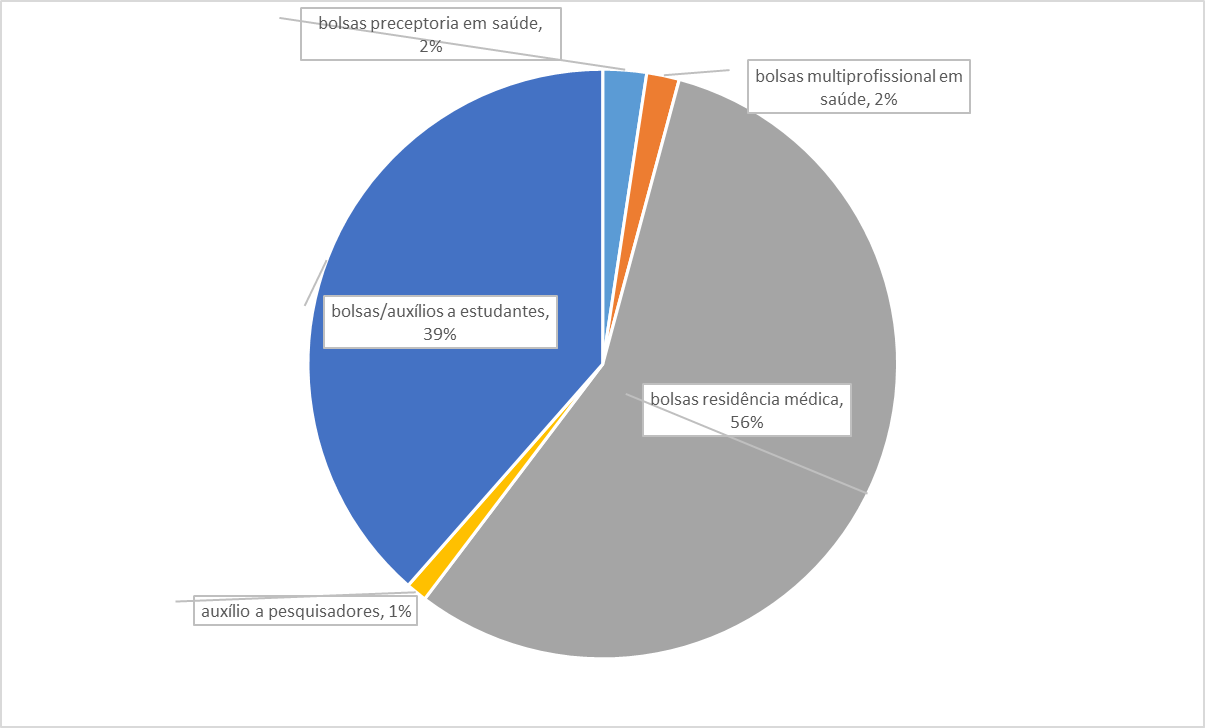 bolsas preceptoria em saúde,
2%
bolsas multiprofissional em
saúde, 2%
bolsas/auxílios a estudantes,
39%
bolsas residência médica,
56%
auxílio a pesquisadores, 1%